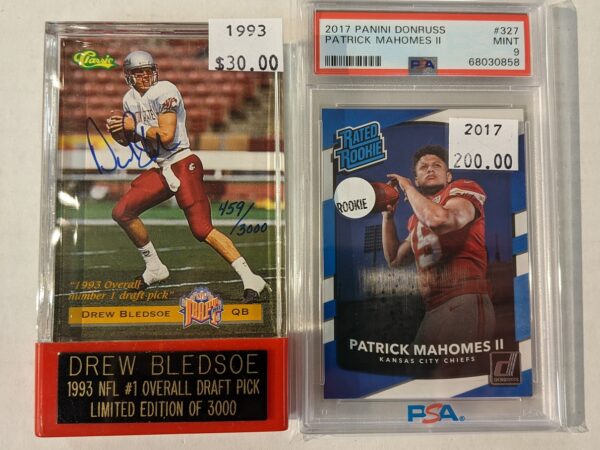 Classic
1993
$30.00
459/
3000
"1993 Overall
number 1 draft pick"
DREW BLEDSOE
QB
DREW BLEDSOE
1993 NFL #1 OVERALL DRAFT PICK
LIMITED EDITION OF 3000
2017 PANINI DONRUSS #327
PATRICK MAHOMES II MINT
9
PSA 68030858
RATED
ROOKIE
2017
200.00
ROOKIE
15
PATRICK MAHOMES II
KANSAS CITY CHIEFS
DONRUSS
PSA